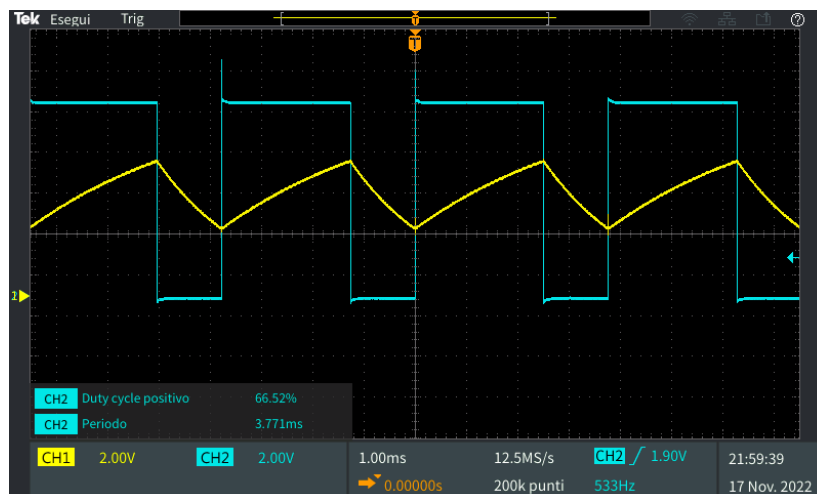 Tek Esegui Trig
T
T
2
CH2 Duty cycle positivo 66.52%
CH2 Periodo 3.771ms
CH1 2.00V CH2 2.00V 1.00ms 12.5MS/s CH2 1.90V 21:59:39
0.00000s 200k punti 533Hz 17 Nov. 2022